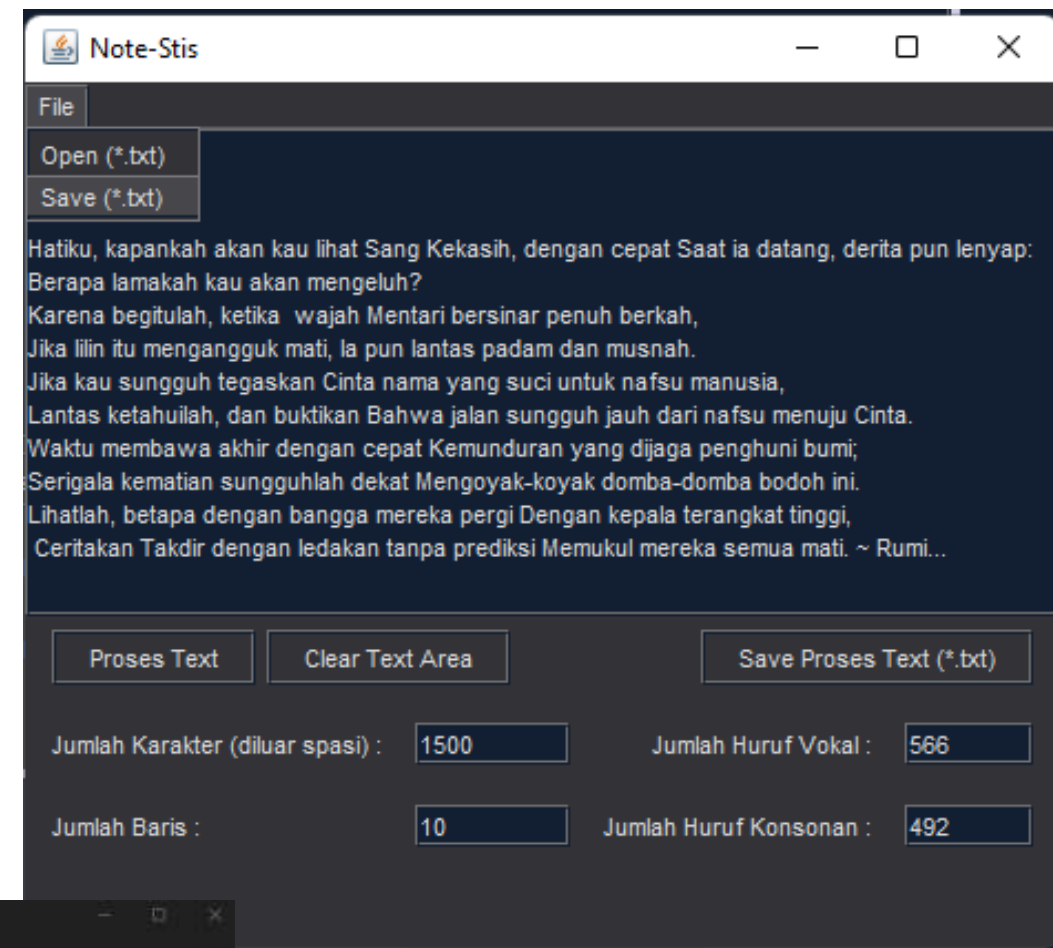 Note-Stis
File
Open (*.txt)
Save (*.txt)
Hatiku, kapankah akan kau lihat Sang Kekasih, dengan cepat Saat ia datang, derita pun lenyap:
Berapa lamakah kau akan mengeluh?
Karena begitulah, ketika  wajah Mentari bersinar penuh berkah,
Jika lilin itu mengangguk mati, Ia pun lantas padam dan musnah.
Jika kau sungguh tegaskan Cinta nama yang suci untuk nafsu manusia,
Lantas ketahuilah, dan buktikan Bahwa jalan sungguh jauh dari nafsu menuju Cinta.
Waktu membawa akhir dengan cepat Kemunduran yang dijaga penghuni bumi;
Serigala kematian sungguhlah dekat Mengoyak-koyak domba-domba bodoh ini.
Lihatlah, betapa dengan bangga mereka pergi Dengan kepala terangkat tinggi,
Ceritakan Takdir dengan ledakan tanpa prediksi Memukul mereka semua mati. ~ Rumi...
Proses Text Clear Text Area Save Proses Text (*.txt)
Jumlah Karakter (diluar spasi) : 1500 Jumlah Huruf Vokal : 566
Jumlah Baris : 10 Jumlah Huruf Konsonan : 492